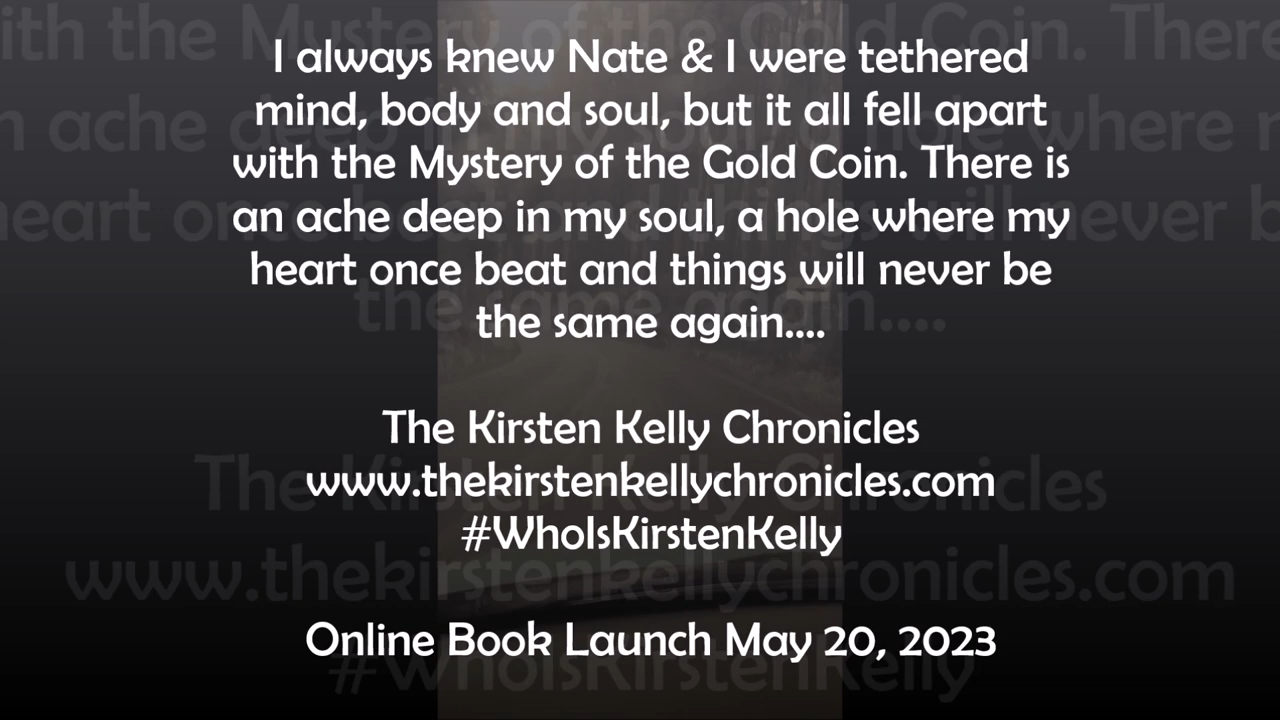 I always knew Nate & I were tethered
mind, body and soul, but it all fell apart
with the Mystery of the Gold Coin. There is
an ache deep in my soul, a hole where my
heart once beat and things will never be
the same again....
The Kirsten Kelly Chronicles
www.thekirstenkellychronicles.com
#WhoIsKirstenKelly
Online Book Launch May 20, 2023